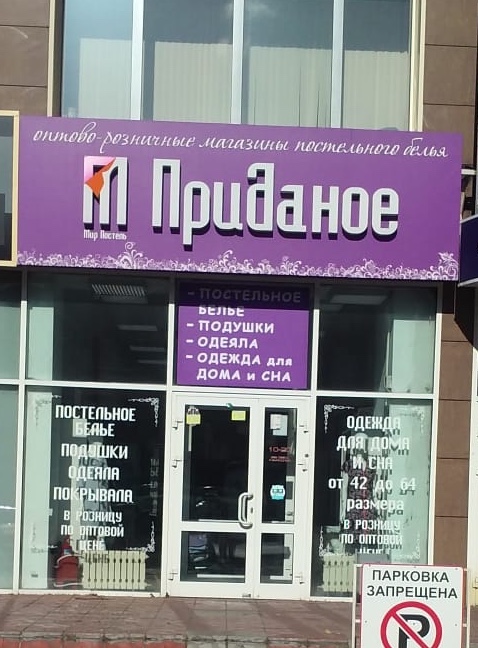 оптово-розничные магазины постельного белья
Приданое
Мир Постель
- ПОСТЕЛЬНОЕ
БЕЛЬЕ
- ПОДУШКИ
- ОДЕЯЛА
- ОДЕЖДА для
ДОМА и СНА
ПОСТЕЛЬНОЕ
БЕЛЬЕ
ПОДУШКИ
ОДЕЯЛА
ПОКРЫВАЛА
В РОЗНИЦУ
ПО ОПТОВОЙ
ЦЕНЕ
ОДЕЖДА
ДЛЯ ДОМА
И СНА
от 42 до 64
размера
В РОЗНИЦУ
ПО ОПТОВОЙ
ЦЕНЕ
ПАРКОВКА
ЗАПРЕЩЕНА
P